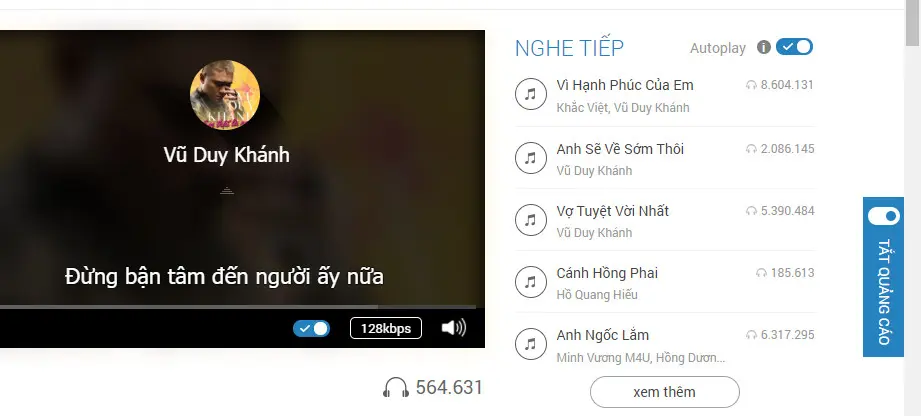 Vũ Duy Khánh
Đừng bận tâm đến người ấy nữa
128kbps
564.631
NGHE TIẾP
Autoplay
Vì Hạnh Phúc Của Em
8.604.131
Khắc Việt, Vũ Duy Khánh
Anh Sẽ Về Sớm Thôi
2.086.145
Vũ Duy Khánh
Vợ Tuyệt Vời Nhất
5.390.484
Vũ Duy Khánh
Cánh Hồng Phai
185.613
Hồ Quang Hiếu
Anh Ngốc Lắm
6.317.295
Minh Vương M4U, Hồng Dươn...
xem thêm
TẮT QUẢNG CÁO